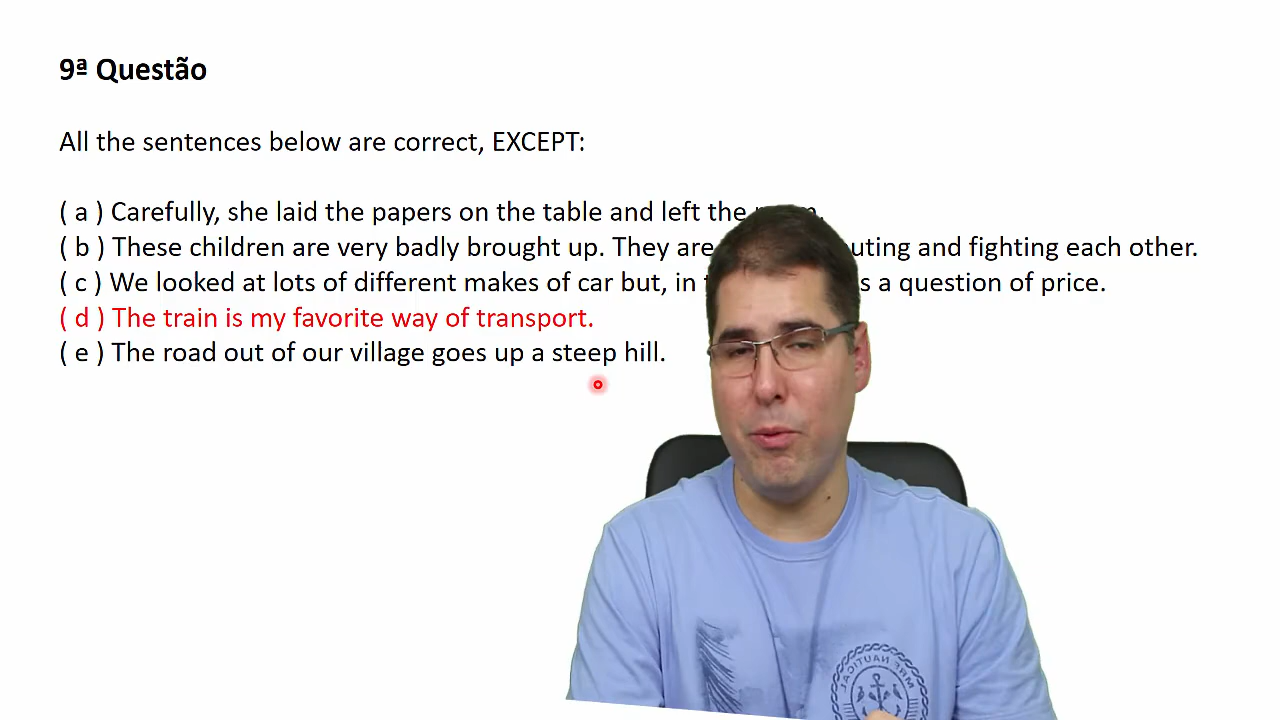 9ª Questão
All the sentences below are correct, EXCEPT:
( a ) Carefully, she laid the papers on the table and left the
( b ) These children are very badly brought up. They are and fighting each other.
( c ) We looked at lots of different makes of car but, in a question of price.
( d ) The train is my favorite way of transport.
( e ) The road out of our village goes up a steep hill.